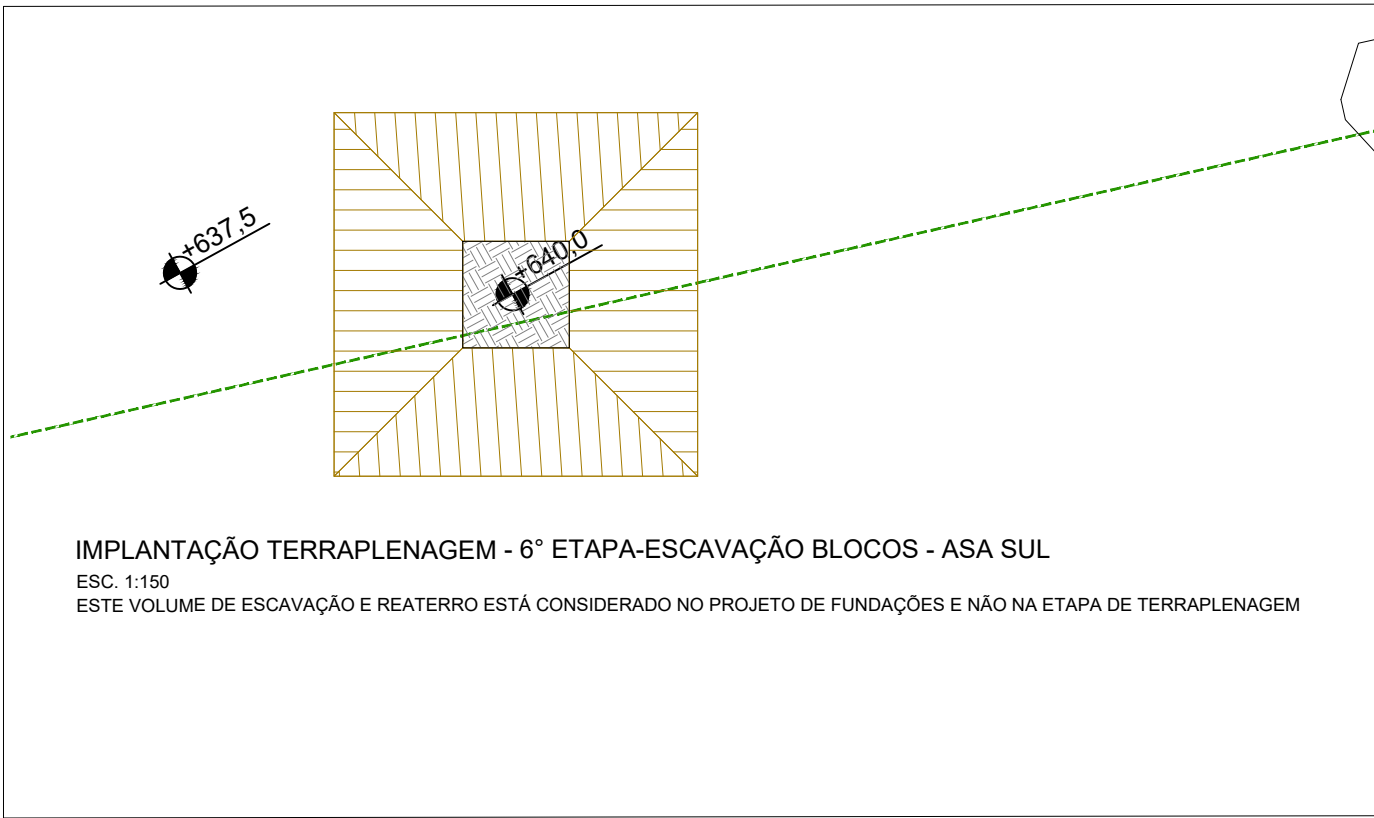 +637,5
+640,0
IMPLANTAÇÃO TERRAPLENAGEM - 6° ETAPA-ESCAVAÇÃO BLOCOS - ASA SUL
ESC. 1:150
ESTE VOLUME DE ESCAVAÇÃO E REATERRO ESTÁ CONSIDERADO NO PROJETO DE FUNDAÇÕES E NÃO NA ETAPA DE TERRAPLENAGEM